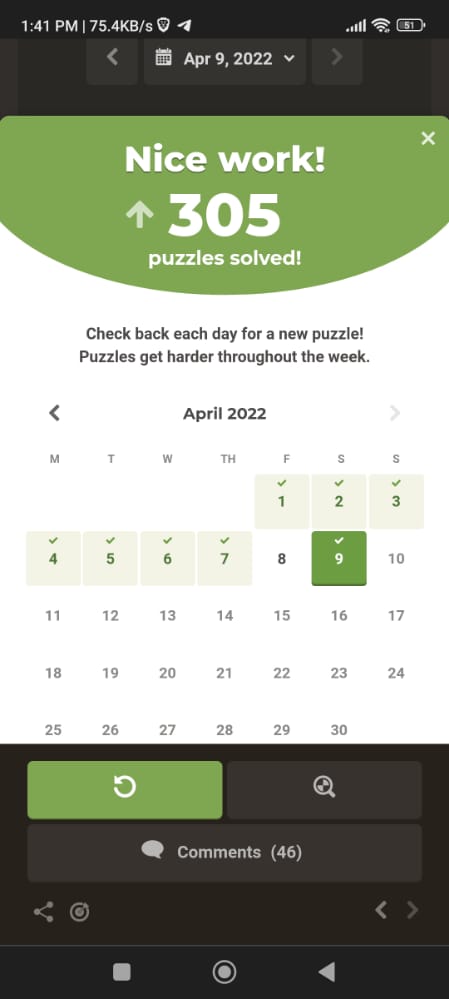 1:41 PM | 75.4KB/s 51
Apr 9, 2022
Nice work!
305
puzzles solved!
Check back each day for a new puzzle!
Puzzles get harder throughout the week.
April 2022
M T W TH F S S
1 2 3
4 5 6 7 8 9 10
11 12 13 14 15 16 17
18 19 20 21 22 23 24
25 26 27 28 29 30
Comments (46)